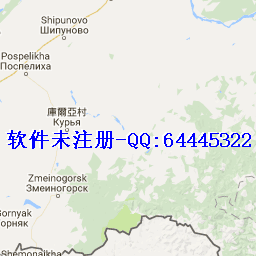 Shipunovo
Шипуново
Pospelikha
Поспелиха
庫爾亞村
Курья
软件未注册-QQ:64445322
Zmeinogorsk
Змеиногорск
Gornyak
Горняк
Shemonaikha